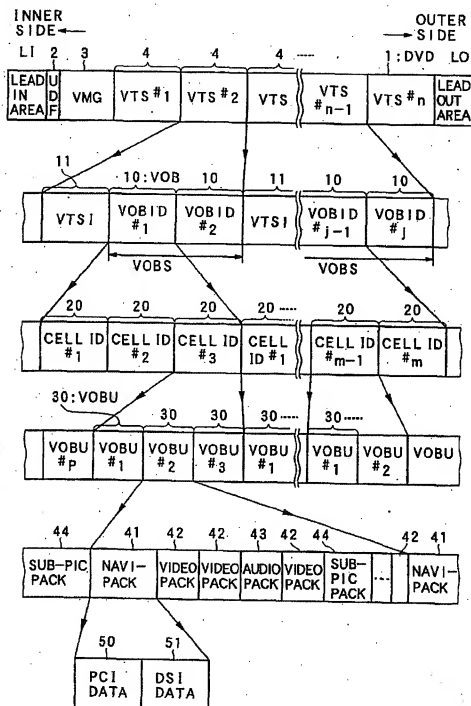 INNER
SIDE
OUTER
SIDE
LI 2 3 4 4 4 ····· 1:DVD LO
LEAD IN AREA UDF VMG VTS #1 VTS #2 VTS VTS #n-1 VTS #n LEAD OUT AREA
11 10:VOB 10 11 10 10
VTSI VOBID #1 VOBID #2 VTSI VOBID #j-1 VOBID #j
VOBS VOBS
20 20 20 20 ····· 20 20
CELL ID #1 CELL ID #2 CELL ID #3 CELL ID #1 CELL ID #m-1 CELL ID #m
30:VOBU 30 30 30 ····· 30 ·····
VOBU #P VOBU #1 VOBU #2 VOBU #3 VOBU #1 VOBU #1 VOBU #2 VOBU
44 41 42 42 43 42 44 42 41
SUB-PIC PACK NAVI-PACK VIDEO PACK VIDEO PACK AUDIO PACK VIDEO PACK SUB-PIC PACK ··· NAVI-PACK
50 51
PCI DATA DSI DATA